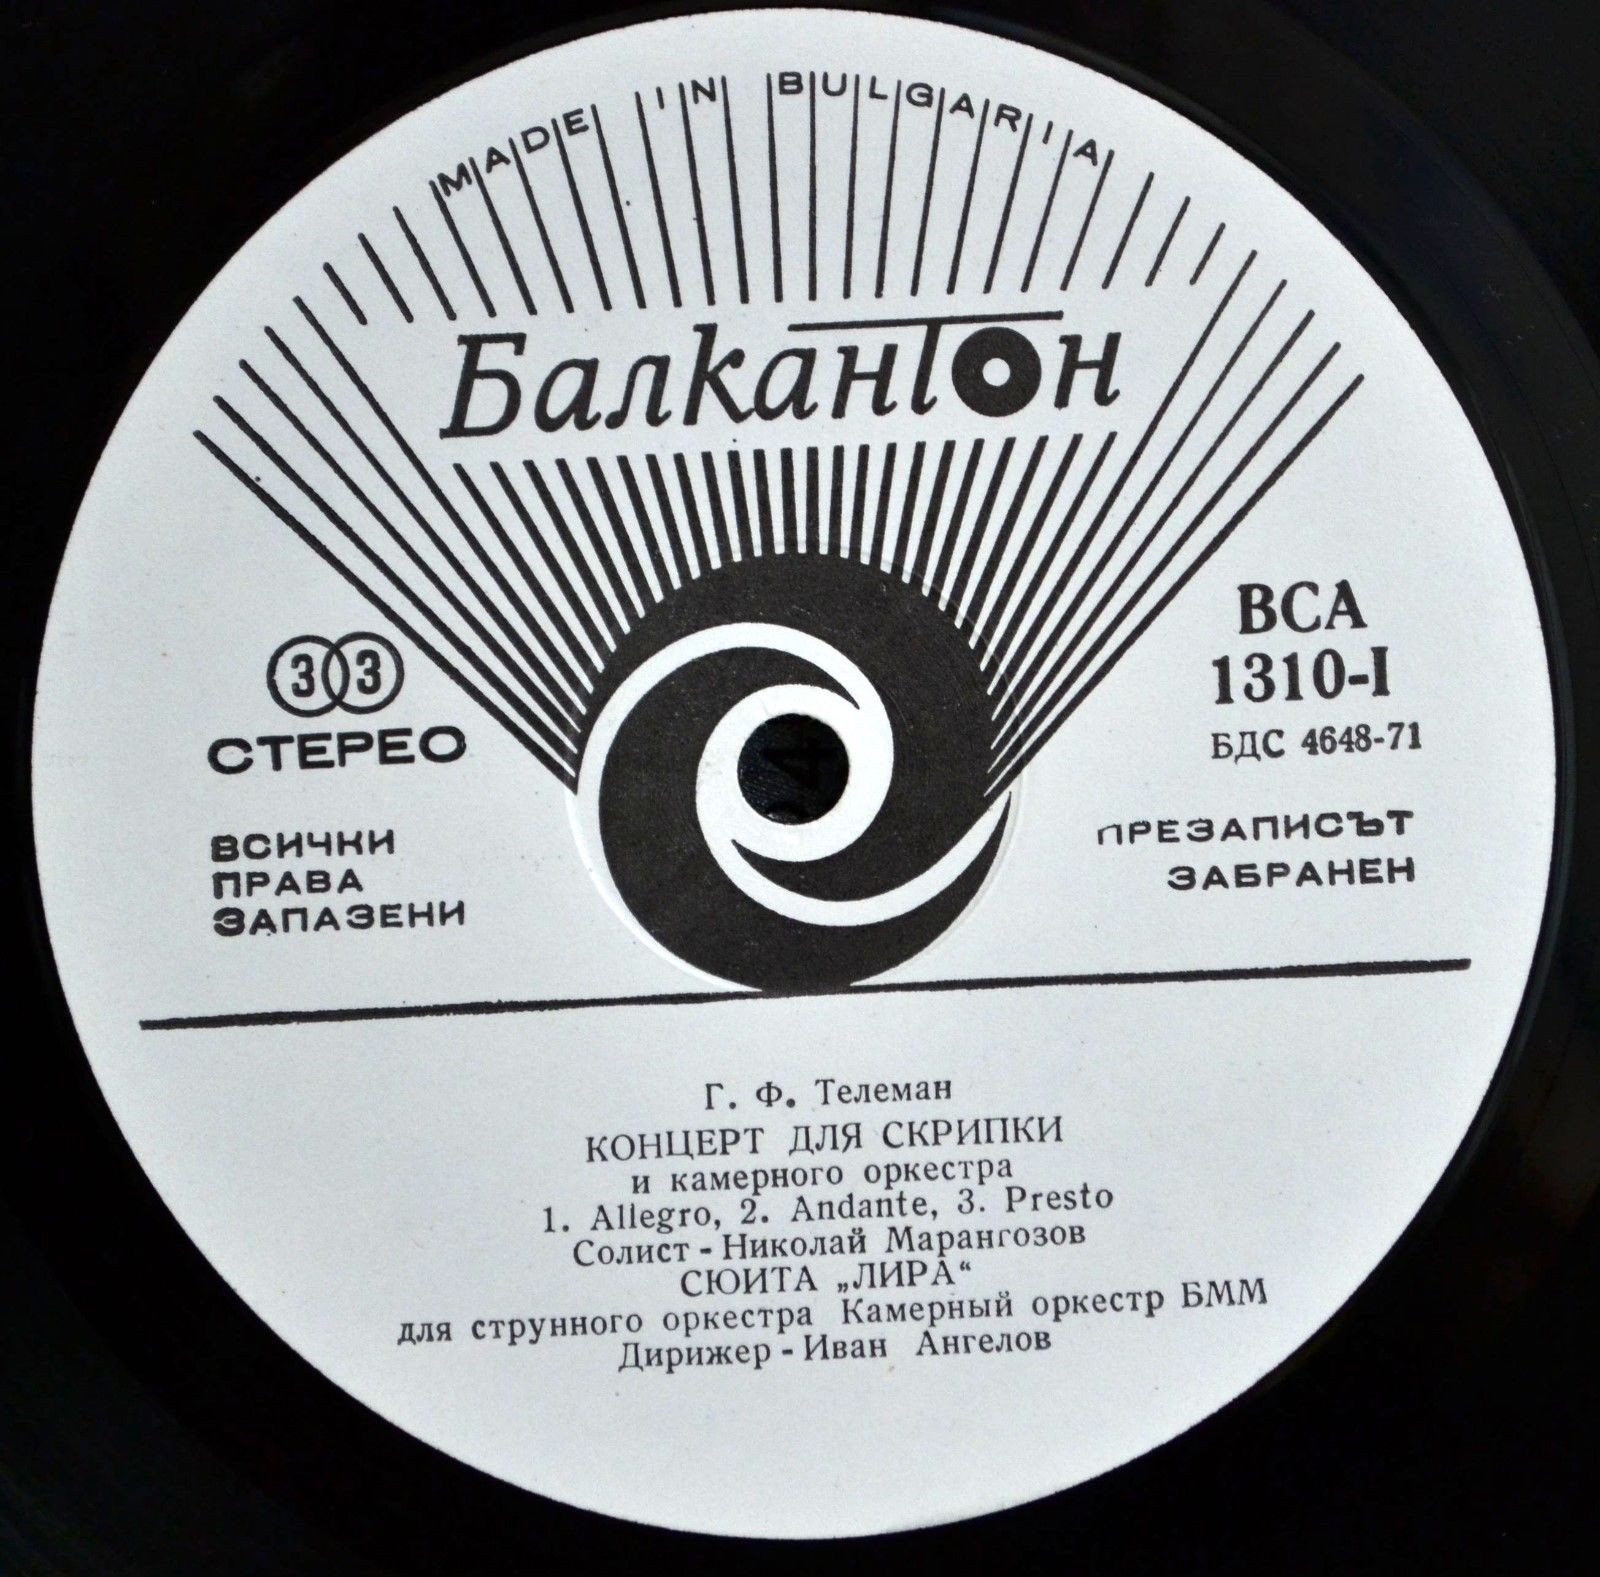 MADE IN BULGARIA
Балкантон
33
СТЕРЕО
ВСИЧКИ
ПРАВА
ЗАПАЗЕНИ
ВСА
1310-I
БДС 4648-71
ПРЕЗАПИСЪТ
ЗАБРАНЕН
Г. Ф. Телеман
КОНЦЕРТ ДЛЯ СКРИПКИ
и камерного оркестра
1. Allegro, 2. Andante, 3. Presto
Солист - Николай Марангозов
СЮИТА „ЛИРА“
для струнного оркестра Камерный оркестр БММ
Дирижер - Иван Ангелов